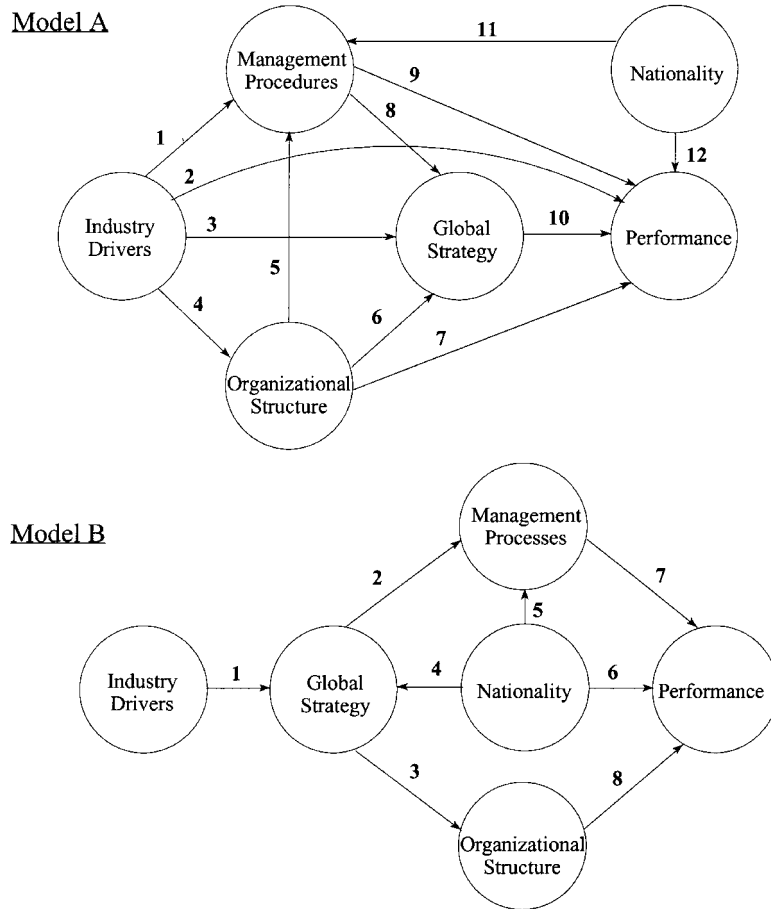 Model A
Management
Procedures
11
Nationality
9
8
1
2
12
Industry
Drivers
3
Global
Strategy
10
Performance
5
4
6
7
Organizational
Structure
Model B
Management
Processes
2
7
5
Industry
Drivers
1
Global
Strategy
4
Nationality
6
Performance
3
8
Organizational
Structure